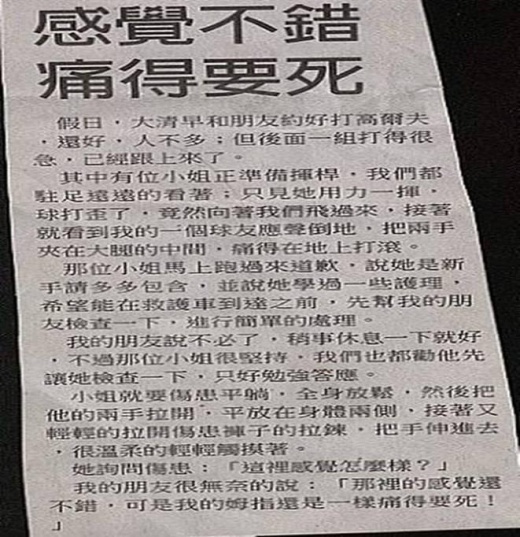 感覺不錯
痛得要死
假日，大清早和朋友約好打高爾夫
，還好，人不多；但後面一組打得很
急，已經跟上來了。
其中有位小姐正準備揮桿，我們都
駐足遠遠的看著；只見她用力一揮，
球打歪了，竟然向著我們飛過來，接著
就看到我的一個球友應聲倒地，把兩手
夾在大腿的中間，痛得在地上打滾。
那位小姐馬上跑過來道歉，說她是新
手請多多包含，並說她學過一些護理，
希望能在救護車到達之前，先幫我的朋
友檢查一下，進行簡單的處理。
我的朋友說不必了，稍事休息一下就好
，不過那位小姐很堅持，我們也都勸他先
讓她檢查一下，只好勉強答應。
小姐就要傷患平躺，全身放鬆，然後把
他的兩手拉開，平放在身體兩側，接著又
輕輕的拉開傷患褲子的拉鍊，把手伸進去
，很溫柔的輕輕觸摸著。
她詢問傷患：「這裡感覺怎麼樣？」
我的朋友很無奈的說：「那裡的感覺還
不錯，可是我的姆指還是一樣痛得要死！
」